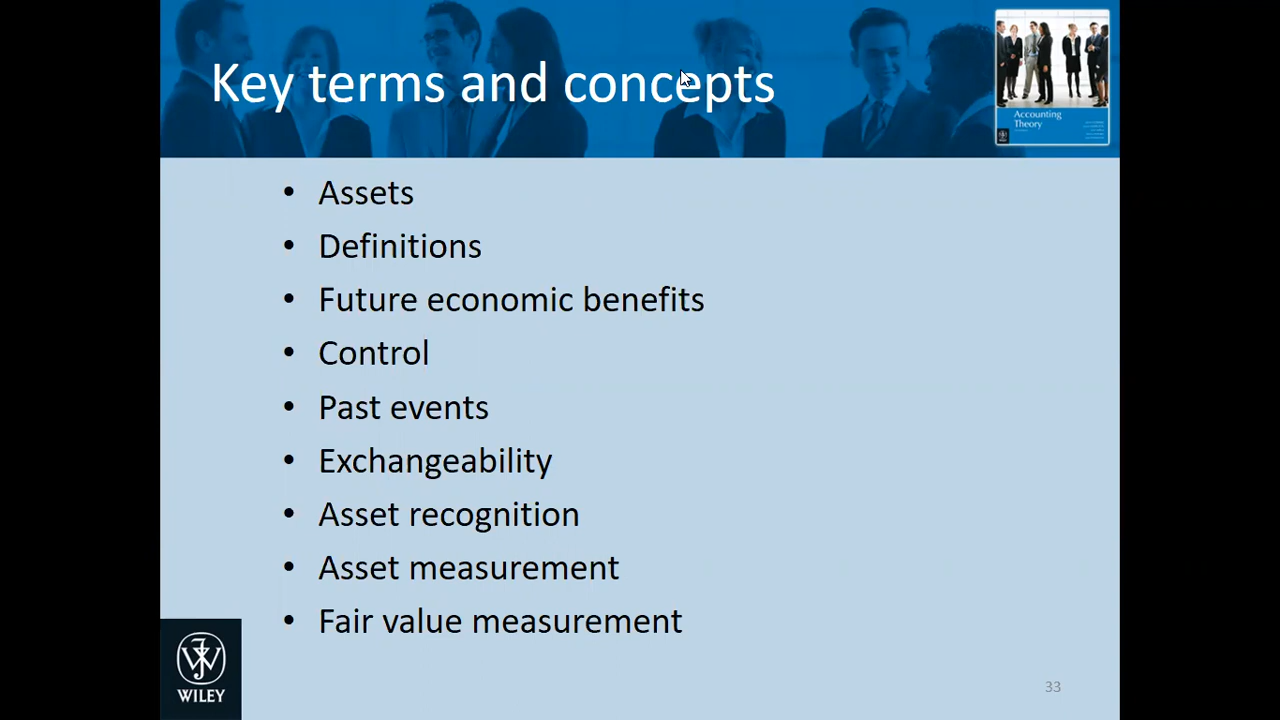 Key terms and concepts
Accounting
Theory
• Assets
• Definitions
• Future economic benefits
• Control
• Past events
• Exchangeability
• Asset recognition
• Asset measurement
• Fair value measurement
WILEY
33